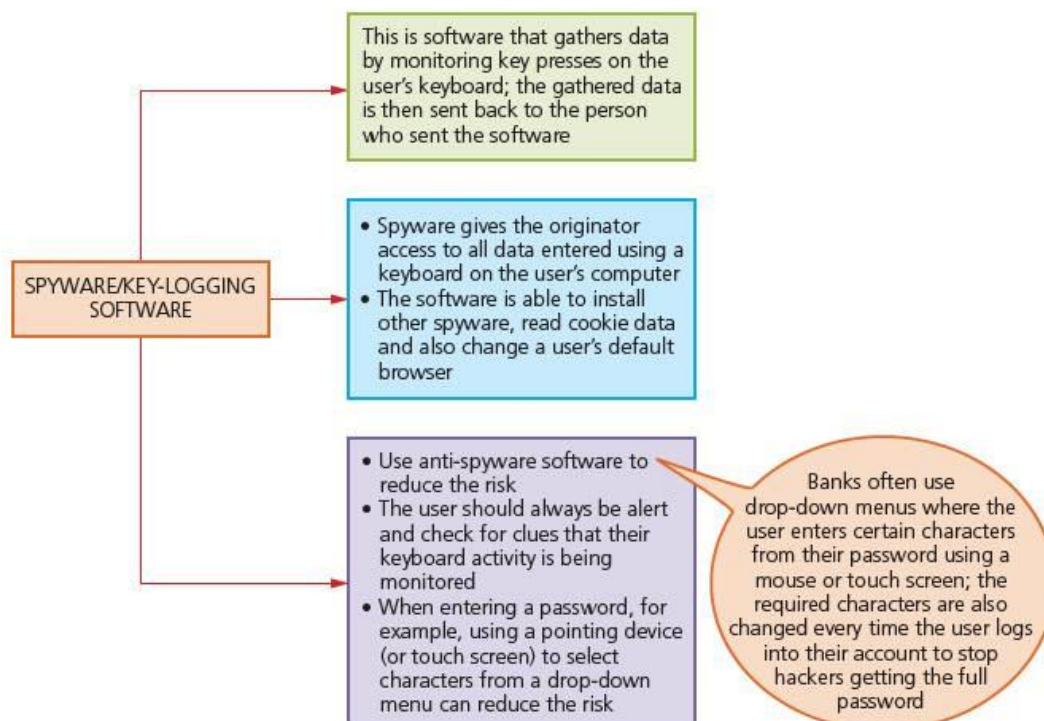 This is software that gathers data
by monitoring key presses on the
user's keyboard; the gathered data
is then sent back to the person
who sent the software
SPYWARE/KEY-LOGGING
SOFTWARE
• Spyware gives the originator
access to all data entered using a
keyboard on the user's computer
• The software is able to install
other spyware, read cookie data
and also change a user's default
browser
• Use anti-spyware software to
reduce the risk
• The user should always be alert
and check for clues that their
keyboard activity is being
monitored
• When entering a password, for
example, using a pointing device
(or touch screen) to select
characters from a drop-down
menu can reduce the risk
Banks often use
drop-down menus where the
user enters certain characters
from their password using a
mouse or touch screen; the
required characters are also
changed every time the user logs
into their account to stop
hackers getting the full
password